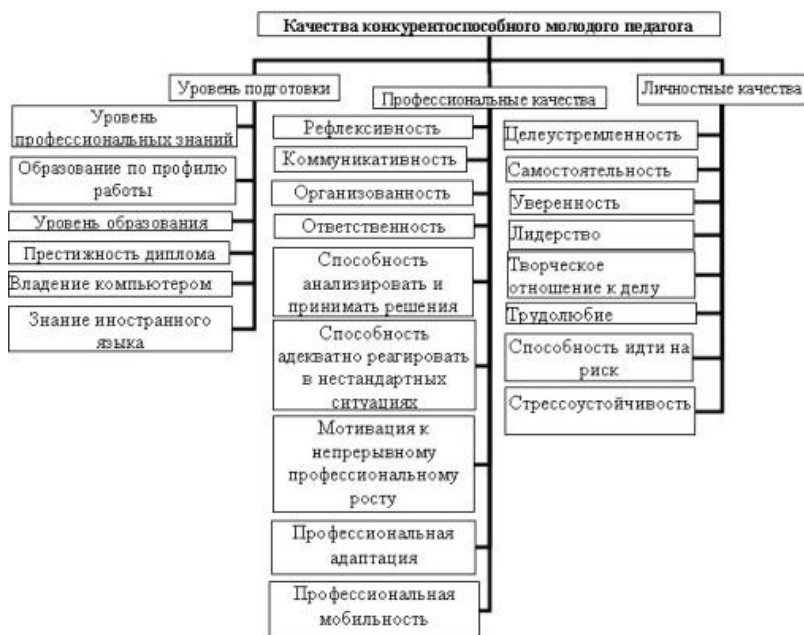 Качества конкурентоспособного молодого педагога
Уровень подготовки
Уровень
профессиональных знаний
Образование по профилю
работы
Уровень образования
Престижность диплома
Владение компьютером
Знание иностранного
языка
Профессиональные качества
Рефлексивность
Коммуникативность
Организованность
Ответственность
Способность
анализировать и
принимать решения
Способность
адекватно реагировать
в нестандартных
ситуациях
Мотивация к
непрерывному
профессиональному
росту
Профессиональная
адаптация
Профессиональная
мобильность
Личностные качества
Целеустремленность
Самостоятельность
Уверенность
Лидерство
Творческое
отношение к делу
Трудолюбие
Способность идти на
риск
Стрессоустойчивость